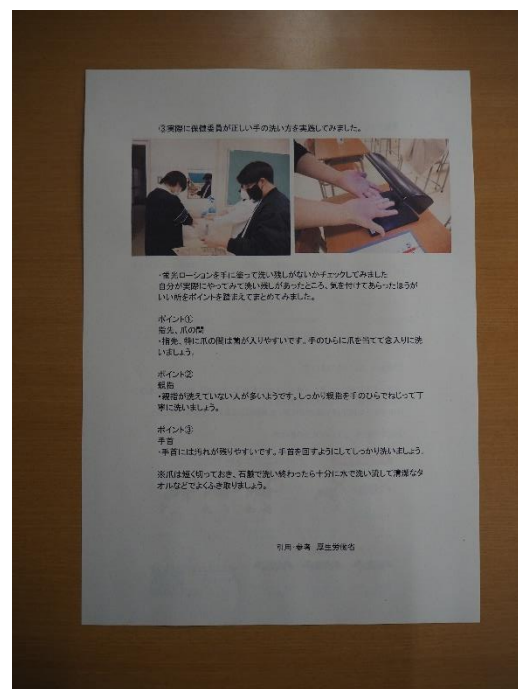 ③実際に保健委員が正しい手の洗い方を実践してみました。
・蛍光ローションを手に塗って洗い残しがないかチェックしてみました
自分が実際にやってみて洗い残しがあったところ、気を付けてあらったほうが
いい所をポイントを踏まえてまとめてみました。
ポイント①
指先、爪の間
・指先、特に爪の間は菌が入りやすいです。手のひらに爪を当てて念入りに洗
いましょう.
ポイント②
親指
・親指が洗えていない人が多いようです。しっかり親指を手のひらでねじって丁
寧に洗いましょう。
ポイント③
手首
・手首には汚れが残りやすいです。手首を回すようにしてしっかり洗いましょう.
※爪は短く切っておき、石鹸で洗い終わったら十分に水で洗い流して清潔なタ
オルなどでよくふき取りましょう。
引用・参考 厚生労働省